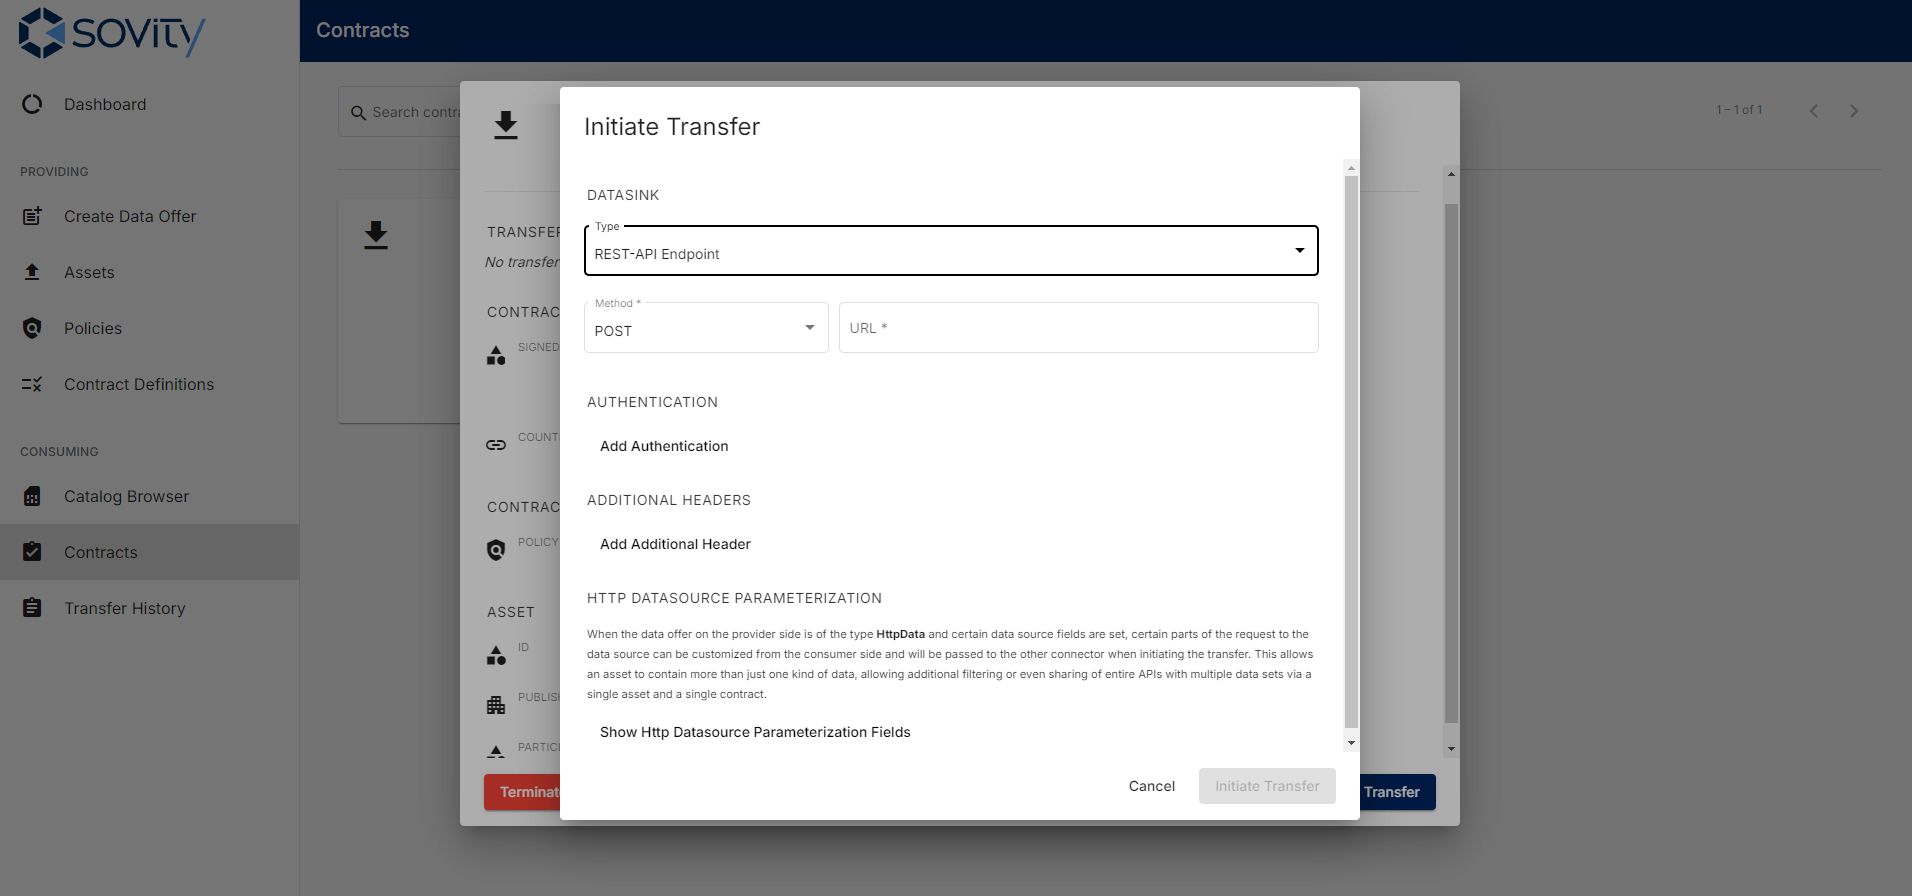 sovity
Contracts
Dashboard
PROVIDING
Create Data Offer
Assets
Policies
Contract Definitions
CONSUMING
Catalog Browser
Contracts
Transfer History
Search contra
1 – 1 of 1
TRANSFER
No transfer
CONTRAC
SIGNED
COUNT
CONTRAC
POLICY
ASSET
ID
PUBLISH
PARTICI
Terminat
Transfer
Initiate Transfer
DATASINK
Type
REST-API Endpoint
Method *
POST
URL *
AUTHENTICATION
Add Authentication
ADDITIONAL HEADERS
Add Additional Header
HTTP DATASOURCE PARAMETERIZATION
When the data offer on the provider side is of the type HttpData and certain data source fields are set, certain parts of the request to the
data source can be customized from the consumer side and will be passed to the other connector when initiating the transfer. This allows
an asset to contain more than just one kind of data, allowing additional filtering or even sharing of entire APIs with multiple data sets via a
single asset and a single contract.
Show Http Datasource Parameterization Fields
Cancel
Initiate Transfer